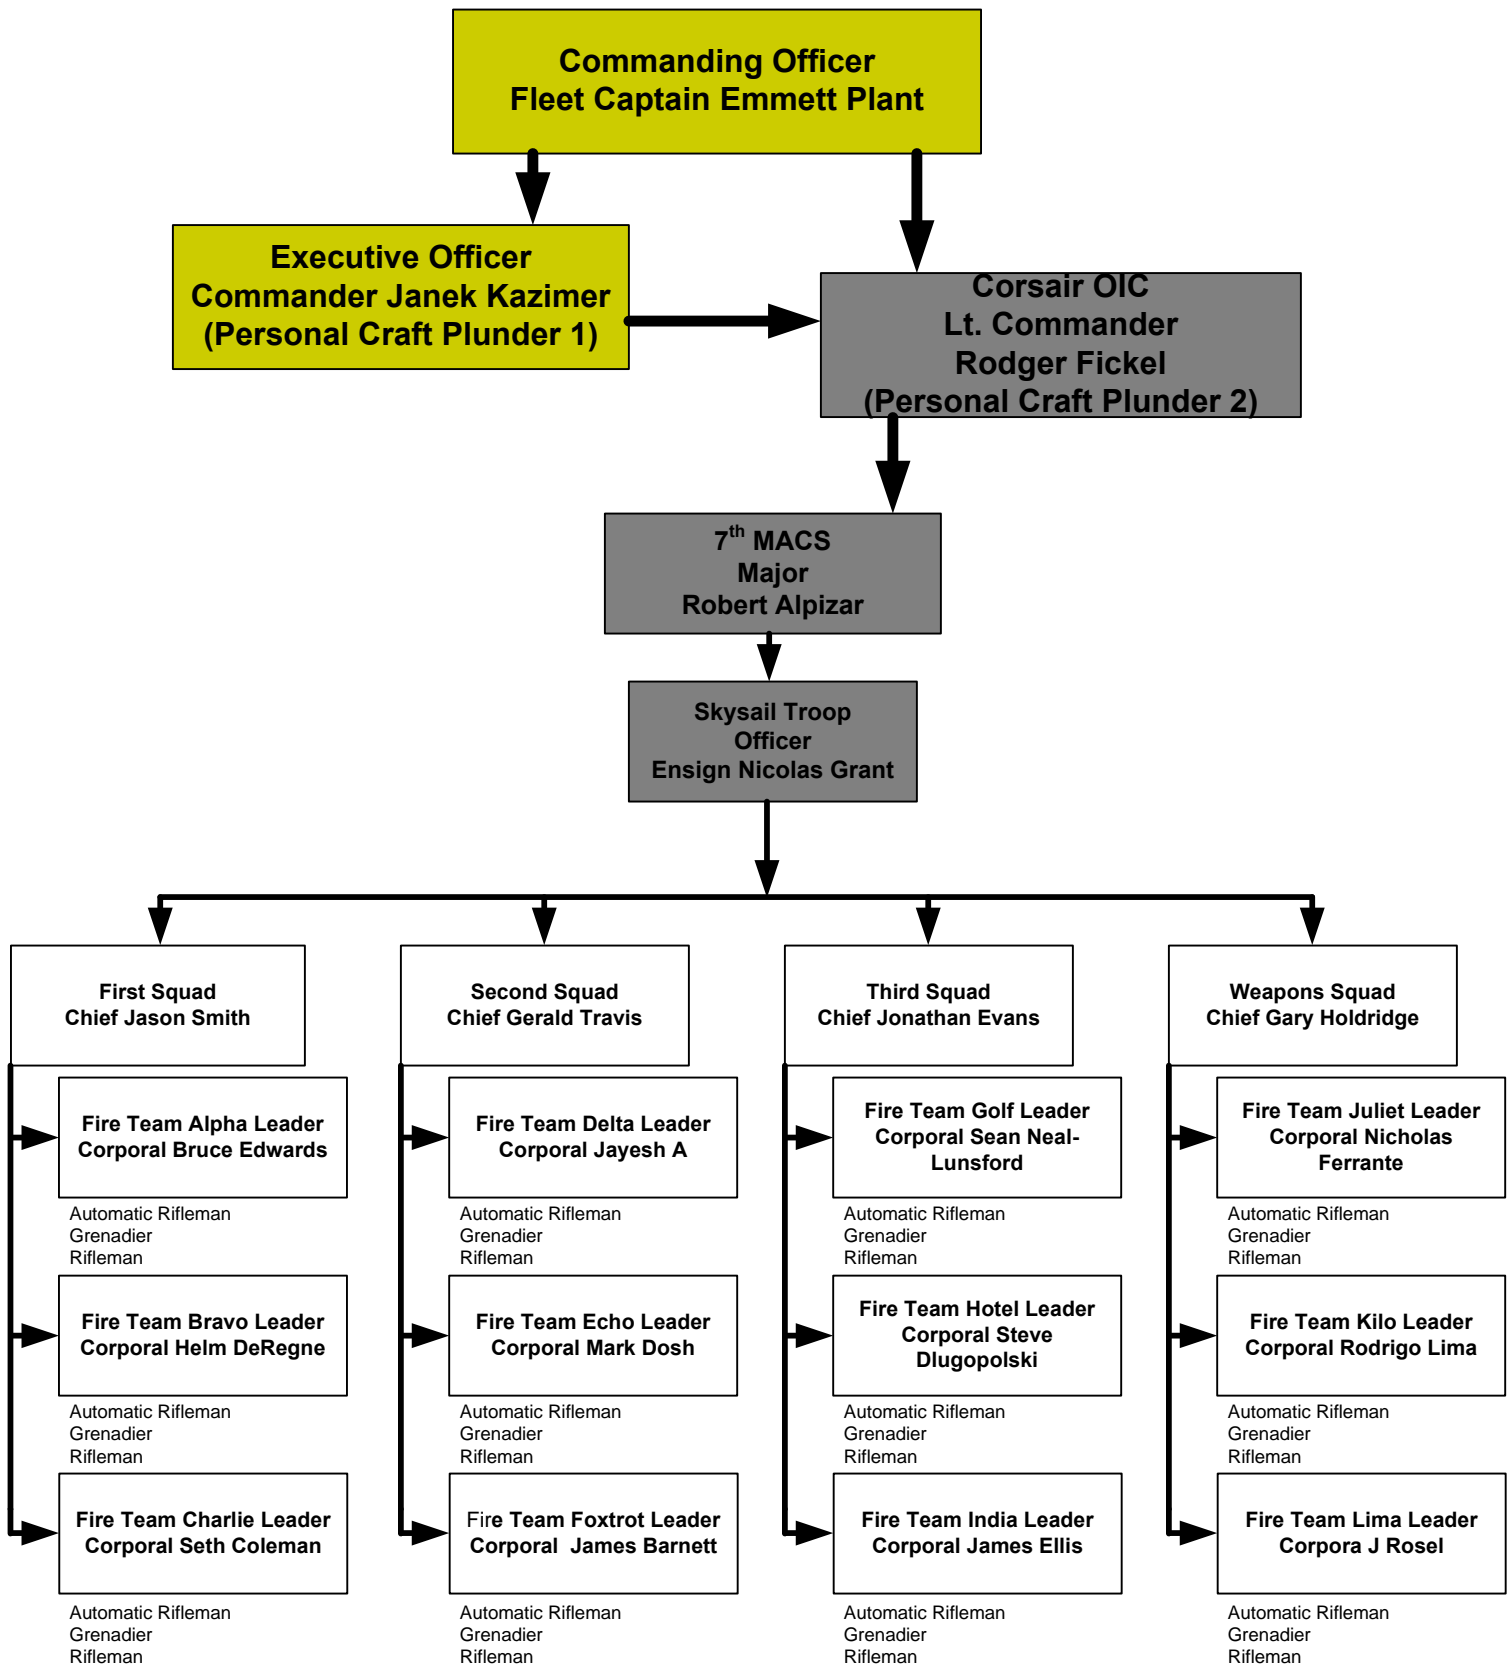 Commanding Officer
Fleet Captain Emmett Plant
Executive Officer
Commander Janek Kazimer
(Personal Craft Plunder 1)
Corsair OIC
Lt. Commander
Rodger Fickel
(Personal Craft Plunder 2)
7th MACS
Major
Robert Alpizar
Skysail Troop
Officer
Ensign Nicolas Grant
First Squad
Chief Jason Smith
Fire Team Alpha Leader
Corporal Bruce Edwards
Automatic Rifleman
Grenadier
Rifleman
Fire Team Bravo Leader
Corporal Helm DeRegne
Automatic Rifleman
Grenadier
Rifleman
Fire Team Charlie Leader
Corporal Seth Coleman
Automatic Rifleman
Grenadier
Rifleman
Second Squad
Chief Gerald Travis
Fire Team Delta Leader
Corporal Jayesh A
Automatic Rifleman
Grenadier
Rifleman
Fire Team Echo Leader
Corporal Mark Dosh
Automatic Rifleman
Grenadier
Rifleman
Fire Team Foxtrot Leader
Corporal James Barnett
Automatic Rifleman
Grenadier
Rifleman
Third Squad
Chief Jonathan Evans
Fire Team Golf Leader
Corporal Sean Neal-
Lunsford
Automatic Rifleman
Grenadier
Rifleman
Fire Team Hotel Leader
Corporal Steve
Dlugopolski
Automatic Rifleman
Grenadier
Rifleman
Fire Team India Leader
Corporal James Ellis
Automatic Rifleman
Grenadier
Rifleman
Weapons Squad
Chief Gary Holdridge
Fire Team Juliet Leader
Corporal Nicholas
Ferrante
Automatic Rifleman
Grenadier
Rifleman
Fire Team Kilo Leader
Corporal Rodrigo Lima
Automatic Rifleman
Grenadier
Rifleman
Fire Team Lima Leader
Corpora J Rosel
Automatic Rifleman
Grenadier
Rifleman